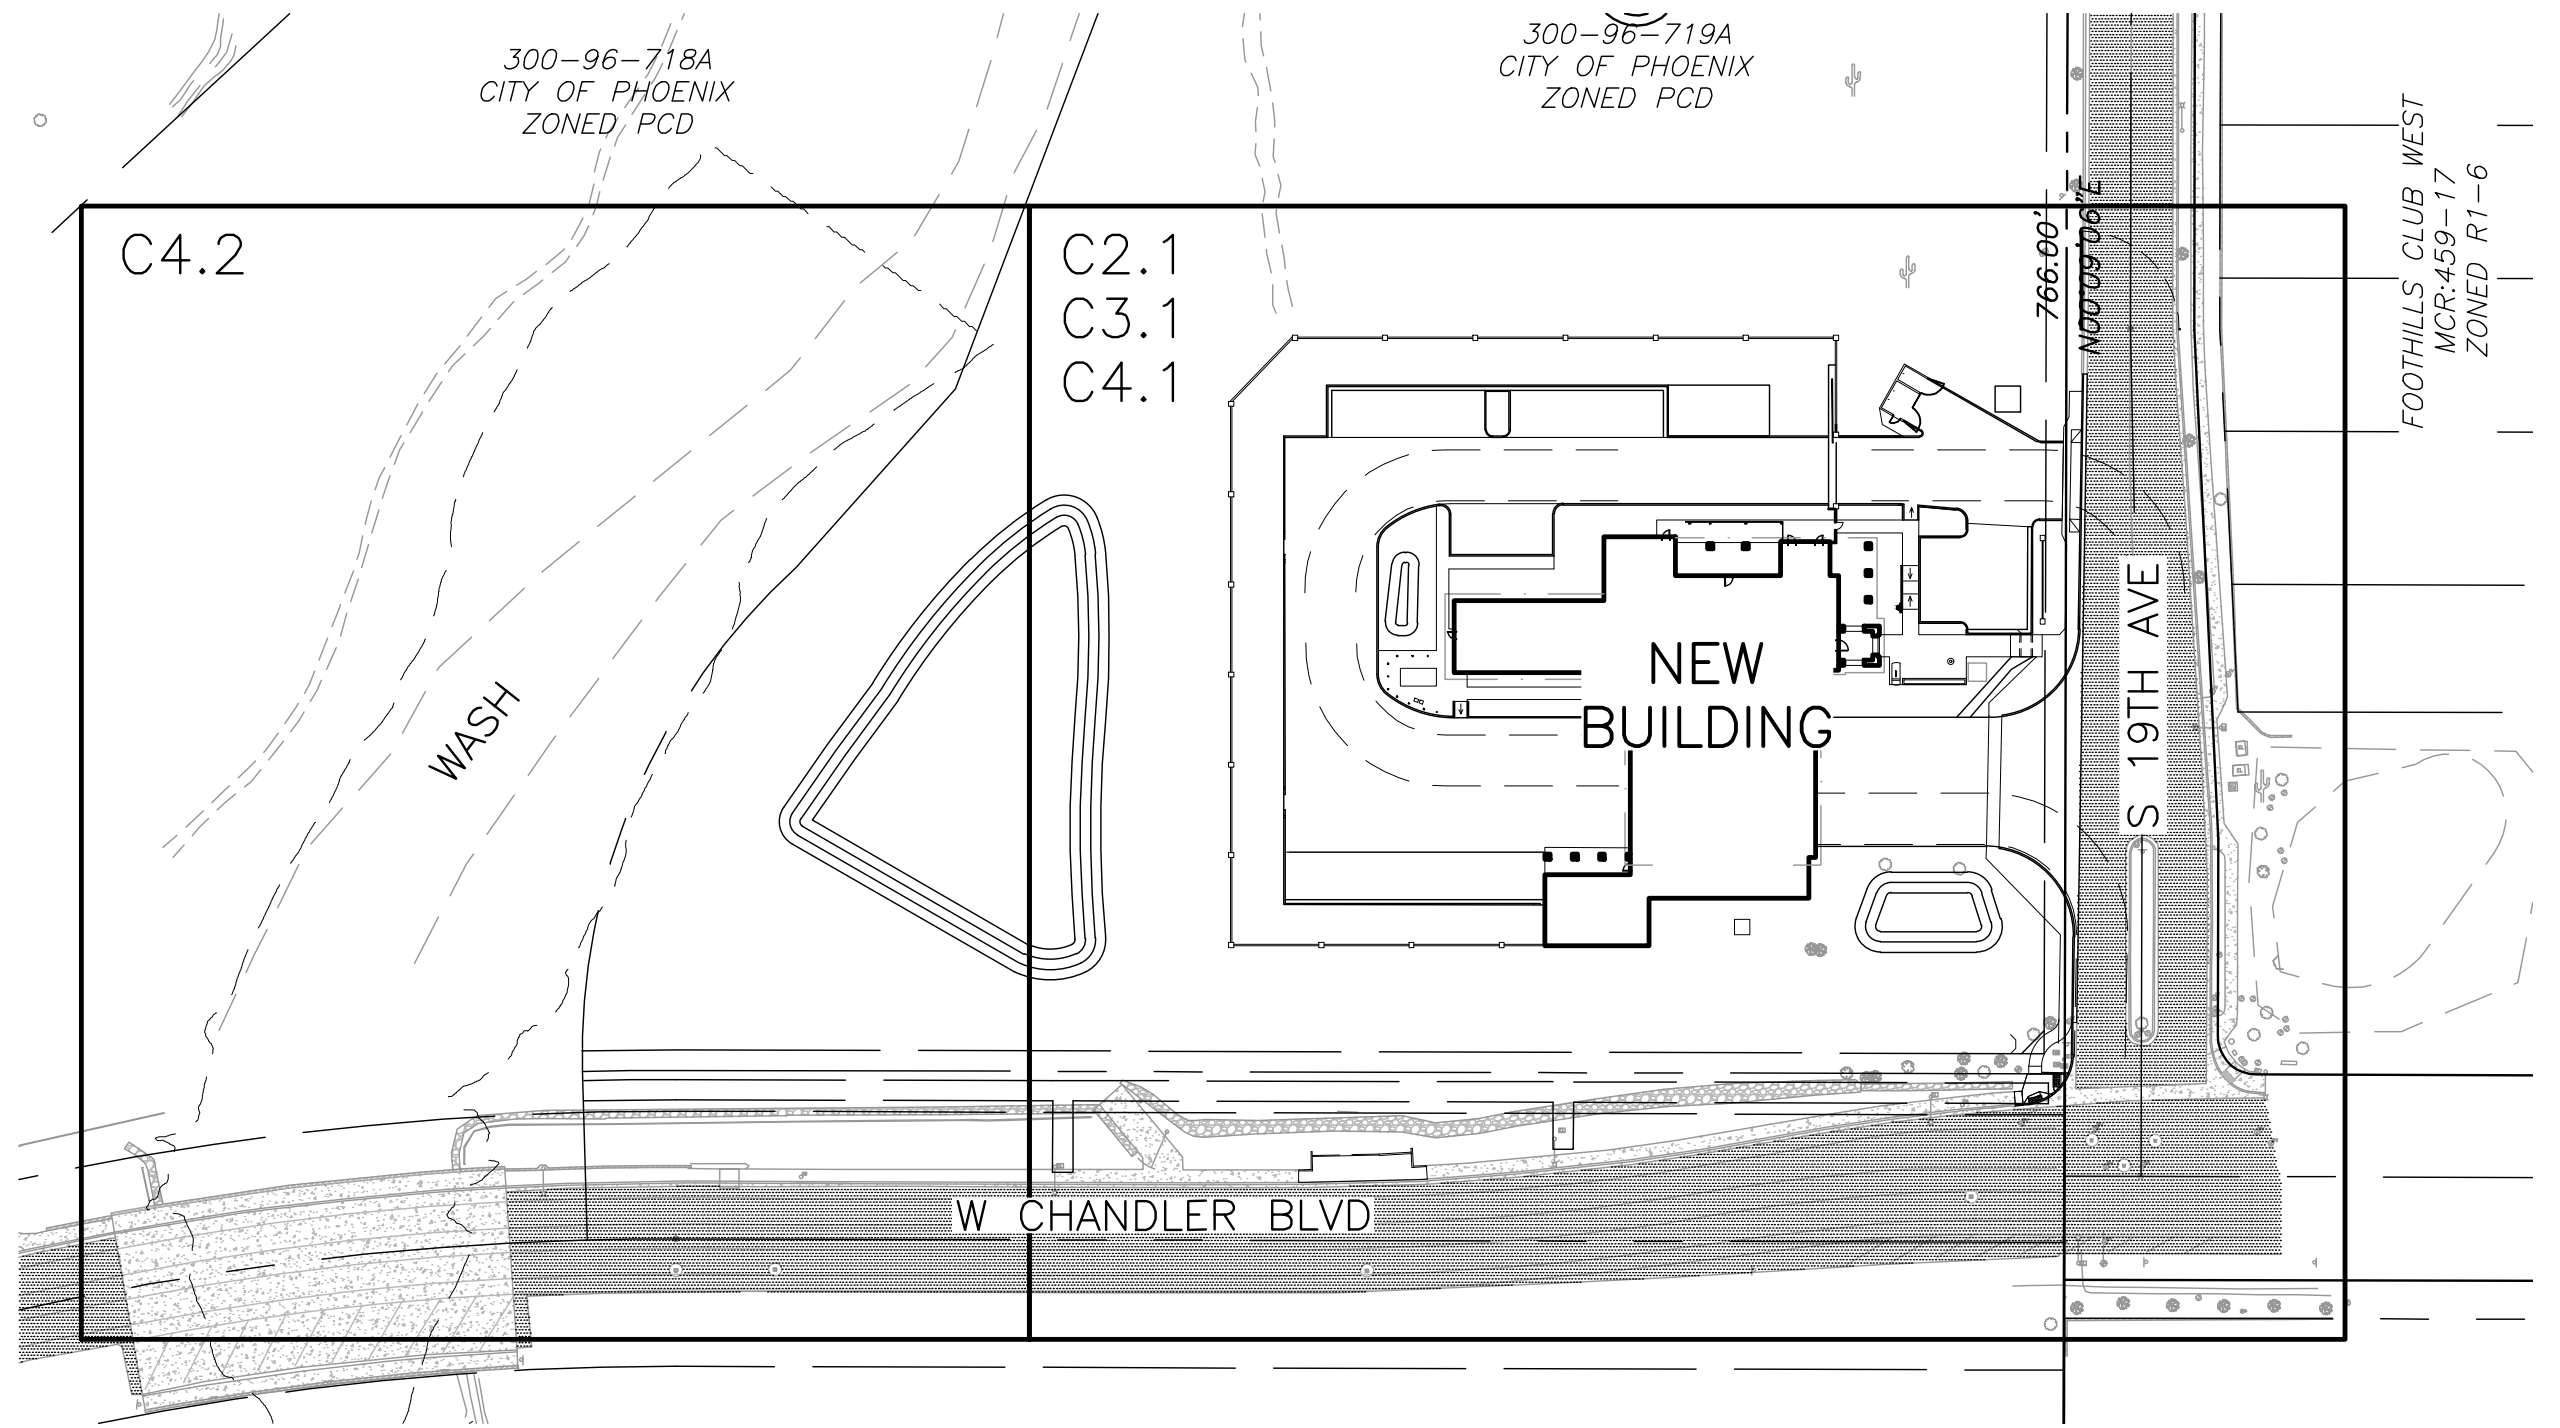 300-96-718A
CITY OF PHOENIX
ZONED PCD
300-96-719A
CITY OF PHOENIX
ZONED PCD
FOOTHILLS CLUB WEST
MCR:459-17
ZONED R1-6
766.00'
N00°09'06"E
C4.2
C2.1
C3.1
C4.1
WASH
NEW
BUILDING
S 19TH AVE
W CHANDLER BLVD